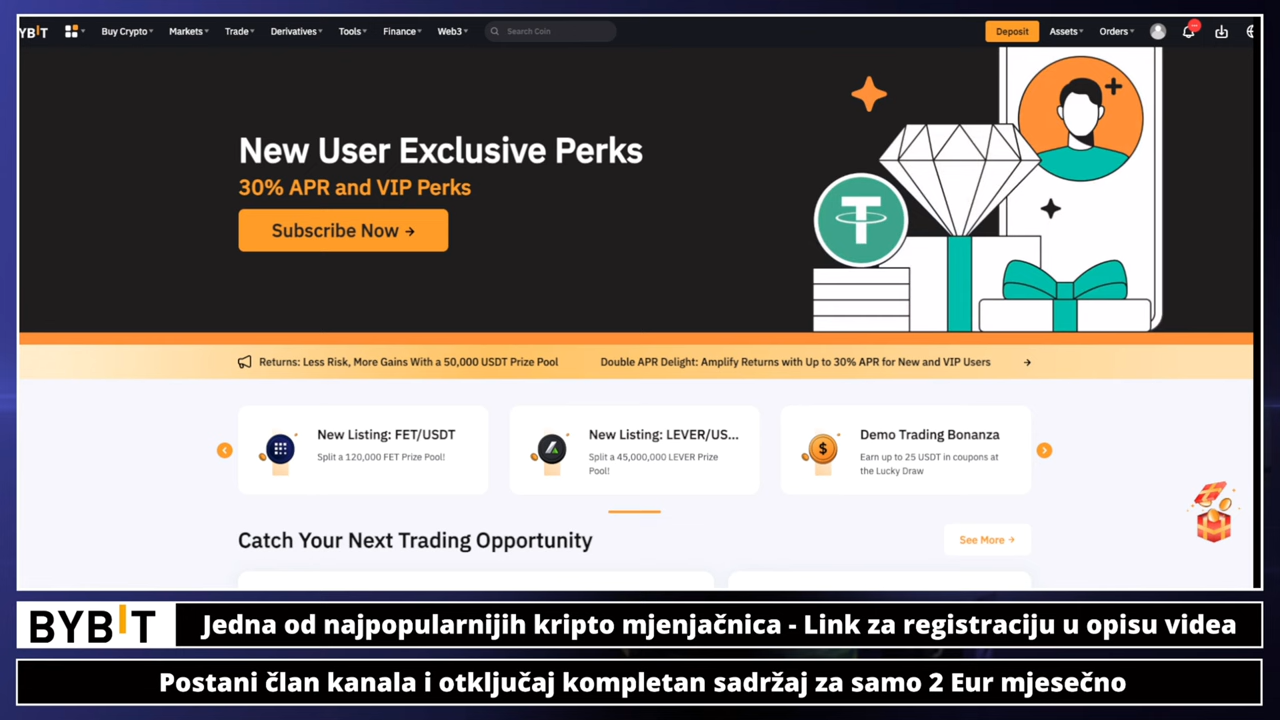 YBIT Buy Crypto Markets Trade Derivatives Tools Finance Web3 Search Coin Deposit Assets Orders
New User Exclusive Perks
30% APR and VIP Perks
Subscribe Now →
Returns: Less Risk, More Gains With a 50,000 USDT Prize Pool Double APR Delight: Amplify Returns with Up to 30% APR for New and VIP Users →
New Listing: FET/USDT
Split a 120,000 FET Prize Pool!
New Listing: LEVER/US...
Split a 45,000,000 LEVER Prize
Pool!
Demo Trading Bonanza
Earn up to 25 USDT in coupons at
the Lucky Draw
Catch Your Next Trading Opportunity
See More →
BYBIT
Jedna od najpopularnijih kripto mjenjačnica - Link za registraciju u opisu videa
Postani član kanala i otključaj kompletan sadržaj za samo 2 Eur mjesečno